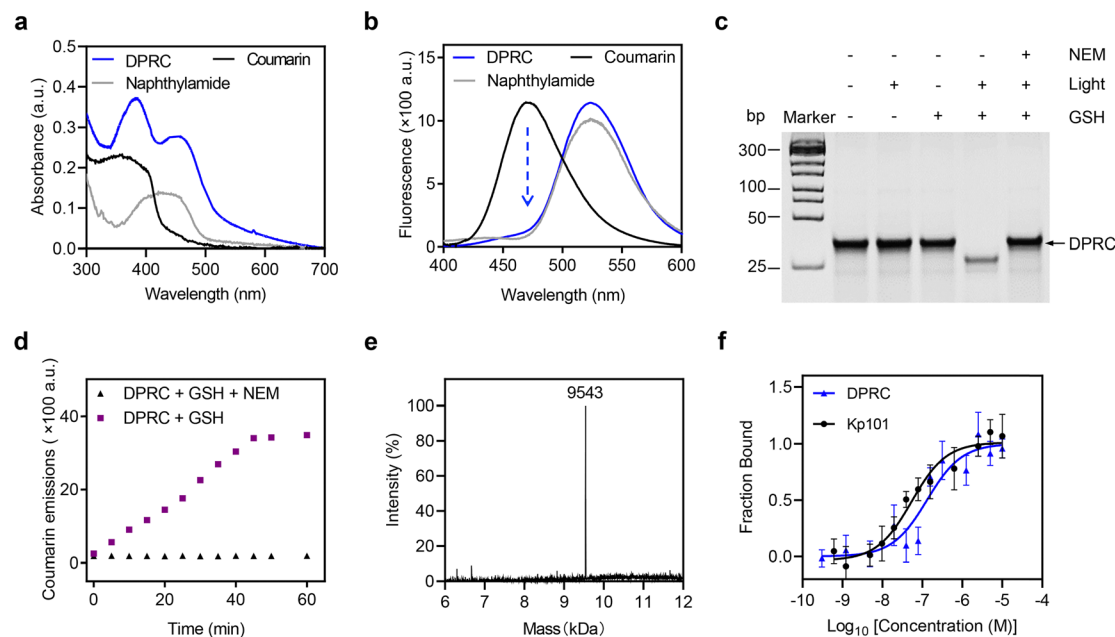 a
0.5
0.4
0.3
0.2
0.1
0.0
Absorbance (a.u.)
DPRC
Coumarin
Naphthylamide
300 400 500 600 700
Wavelength (nm)
b
15
10
5
0
Fluorescence (×100 a.u.)
DPRC
Coumarin
Naphthylamide
400 450 500 550 600
Wavelength (nm)
c
- - - - + NEM
- + - + + Light
bp Marker - - + + + GSH
300
100
50
25
DPRC
d
40
20
0
Coumarin emissions ( ×100 a.u.)
DPRC + GSH + NEM
DPRC + GSH
0 20 40 60
Time (min)
e
9543
100
80
60
40
20
0
Intensity (%)
6 7 8 9 10 11 12
Mass(kDa)
f
1.5
1.0
0.5
0.0
Fraction Bound
DPRC
Kp101
-10 -9 -8 -7 -6 -5 -4
Log10 [Concentration (M)]